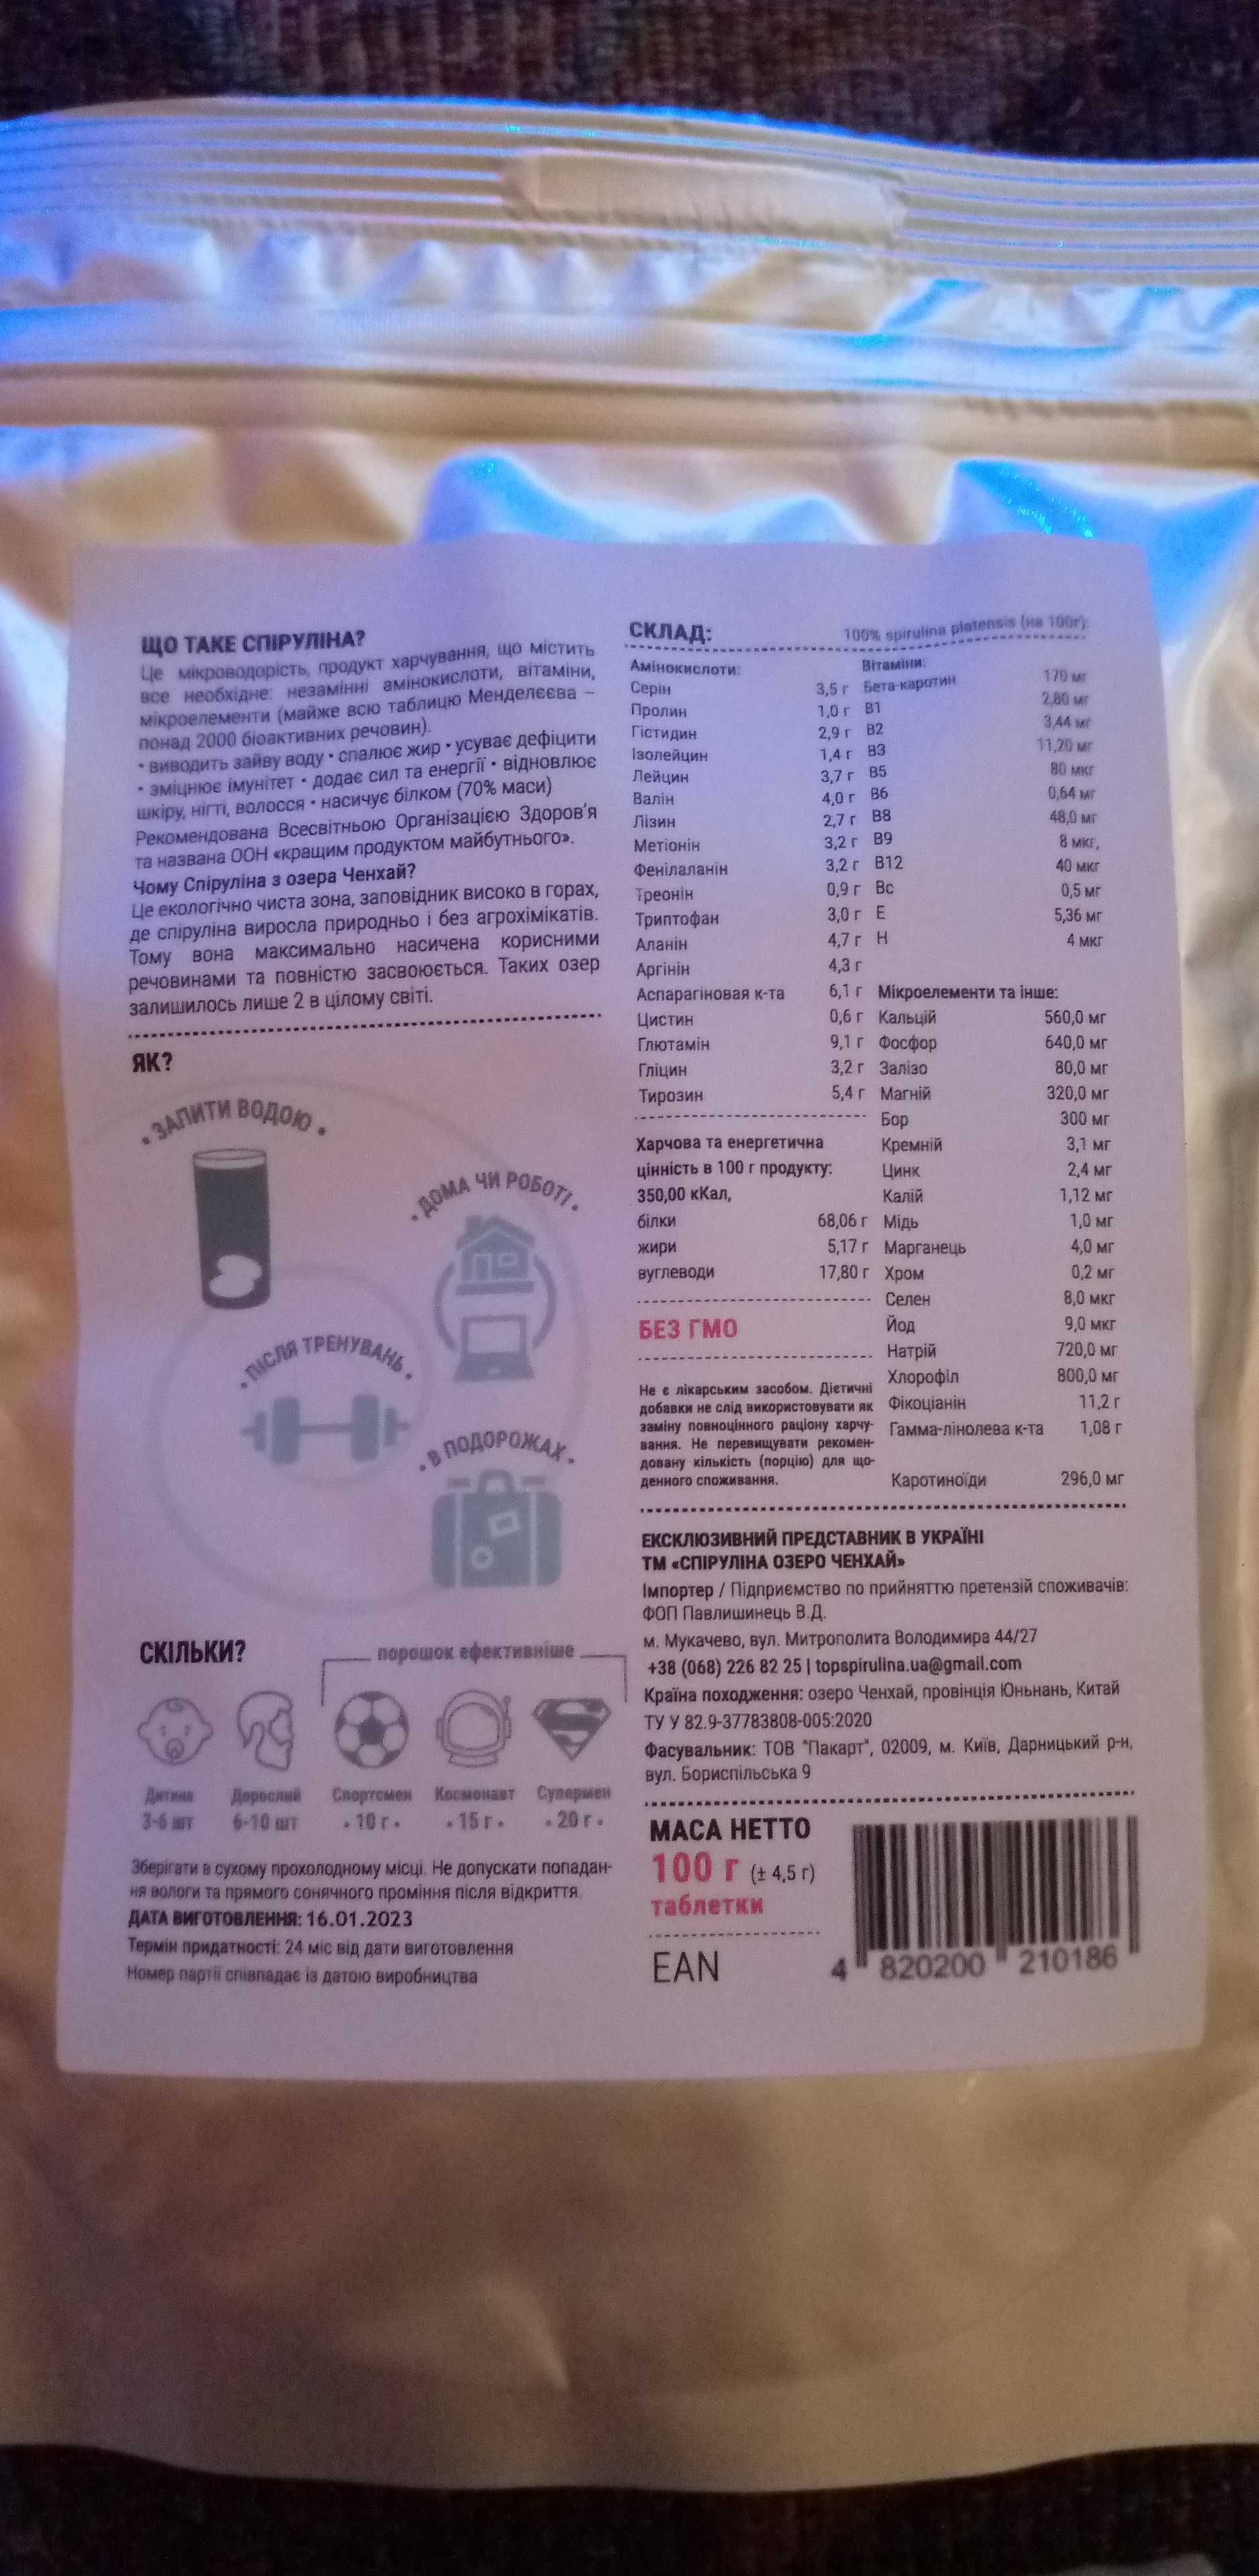 ЩО ТАКЕ СПІРУЛІНА?
Це мікроводорість, продукт харчування, що містить
все необхідне: незамінні амінокислоти, вітаміни,
мікроелементи (майже всю таблицю Менделєєва –
понад 2000 біоактивних речовин).
• виводить зайву воду • спалює жир • усуває дефіцити
• зміцнює імунітет • додає сил та енергії • відновлює
шкіру, нігті, волосся • насичує білком (70% маси)
Рекомендована Всесвітньою Організацією Здоров'я
та названа ООН «кращим продуктом майбутнього».
Чому Спіруліна з озера Ченхай?
Це екологічно чиста зона, заповідник високо в горах,
де спіруліна виросла природньо і без агрохімікатів.
Тому вона максимально насичена корисними
речовинами та повністю засвоюється. Таких озер
залишилось лише 2 в цілому світі.
ЯК?
• ЗАПИТИ ВОДОЮ •
• ДОМА ЧИ РОБОТІ •
• ПІСЛЯ ТРЕНУВАНЬ •
• В ПОДОРОЖАХ •
СКІЛЬКИ?
порошок ефективніше
Дитина Дорослий Спортсмен Космонавт Супермен
3-6 шт 6-10 шт • 10 г • • 15 г • • 20 г •
Зберігати в сухому прохолодному місці. Не допускати попадан-
ня вологи та прямого сонячного проміння після відкриття.
ДАТА ВИГОТОВЛЕННЯ: 16.01.2023
Термін придатності: 24 міс від дати виготовлення
Номер партії співпадає із датою виробництва
СКЛАД: 100% spirulina platensis (на 100г):
Амінокислоти:
Серін 3,5 г
Пролин 1,0 г
Гістидин 2,9 г
Ізолейцин 1,4 г
Лейцин 3,7 г
Валін 4,0 г
Лізин 2,7 г
Метіонін 3,2 г
Фенілаланін 3,2 г
Треонін 0,9 г
Триптофан 3,0 г
Аланін 4,7 г
Аргінін 4,3 г
Аспарагіновая к-та 6,1 г
Цистин 0,6 г
Глютамін 9,1 г
Гліцин 3,2 г
Тирозин 5,4 г
Харчова та енергетична
цінність в 100 г продукту:
350,00 кКал,
білки 68,06 г
жири 5,17 г
вуглеводи 17,80 г
БЕЗ ГМО
Не є лікарським засобом. Дієтичні
добавки не слід використовувати як
заміну повноцінного раціону харчу-
вання. Не перевищувати рекомен-
довану кількість (порцію) для що-
денного споживання.
Вітаміни:
Бета-каротин 170 мг
В1 2,80 мг
В2 3,44 мг
В3 11,20 мг
В5 80 мкг
В6 0,64 мг
В8 48,0 мг
В9 8 мкг,
В12 40 мкг
Вс 0,5 мг
Е 5,36 мг
Н 4 мкг
Мікроелементи та інше:
Кальцій 560,0 мг
Фосфор 640,0 мг
Залізо 80,0 мг
Магній 320,0 мг
Бор 300 мг
Кремній 3,1 мг
Цинк 2,4 мг
Калій 1,12 мг
Мідь 1,0 мг
Марганець 4,0 мг
Хром 0,2 мг
Селен 8,0 мкг
Йод 9,0 мкг
Натрій 720,0 мг
Хлорофіл 800,0 мг
Фікоціанін 11,2 г
Гамма-лінолева к-та 1,08 г
Каротиноїди 296,0 мг
ЕКСКЛЮЗИВНИЙ ПРЕДСТАВНИК В УКРАЇНІ
ТМ «СПІРУЛІНА ОЗЕРО ЧЕНХАЙ»
Імпортер / Підприємство по прийняттю претензій споживачів:
ФОП Павлишинець В.Д.
м. Мукачево, вул. Митрополита Володимира 44/27
+38 (068) 226 82 25 | topspirulina.ua@gmail.com
Країна походження: озеро Ченхай, провінція Юньнань, Китай
ТУ У 82.9-37783808-005:2020
Фасувальник: ТОВ "Пакарт", 02009, м. Київ, Дарницький р-н,
вул. Бориспільська 9
МАСА НЕТТО
100 г (± 4,5 г)
таблетки
EAN
4 820200 210186